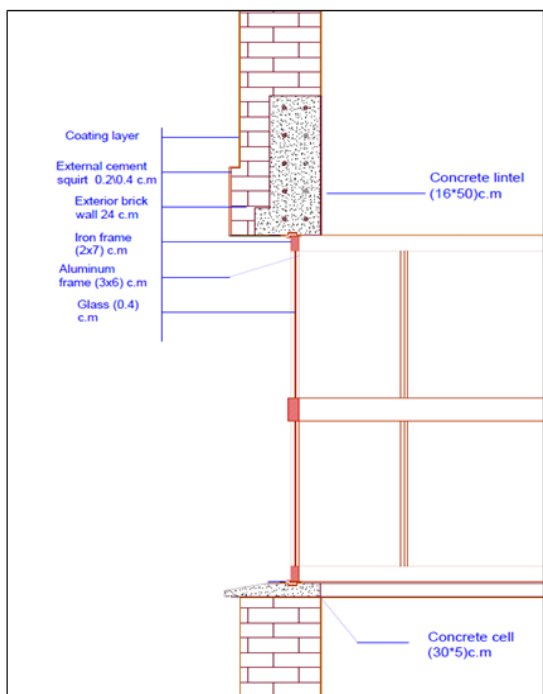 Coating layer
External cement
squirt 0.2\0.4 c.m
Exterior brick
wall 24 c.m
Iron frame
(2x7) c.m
Aluminum
frame (3x6) c.m
Glass (0.4)
c.m
Concrete lintel
(16*50)c.m
Concrete cell
(30*5)c.m